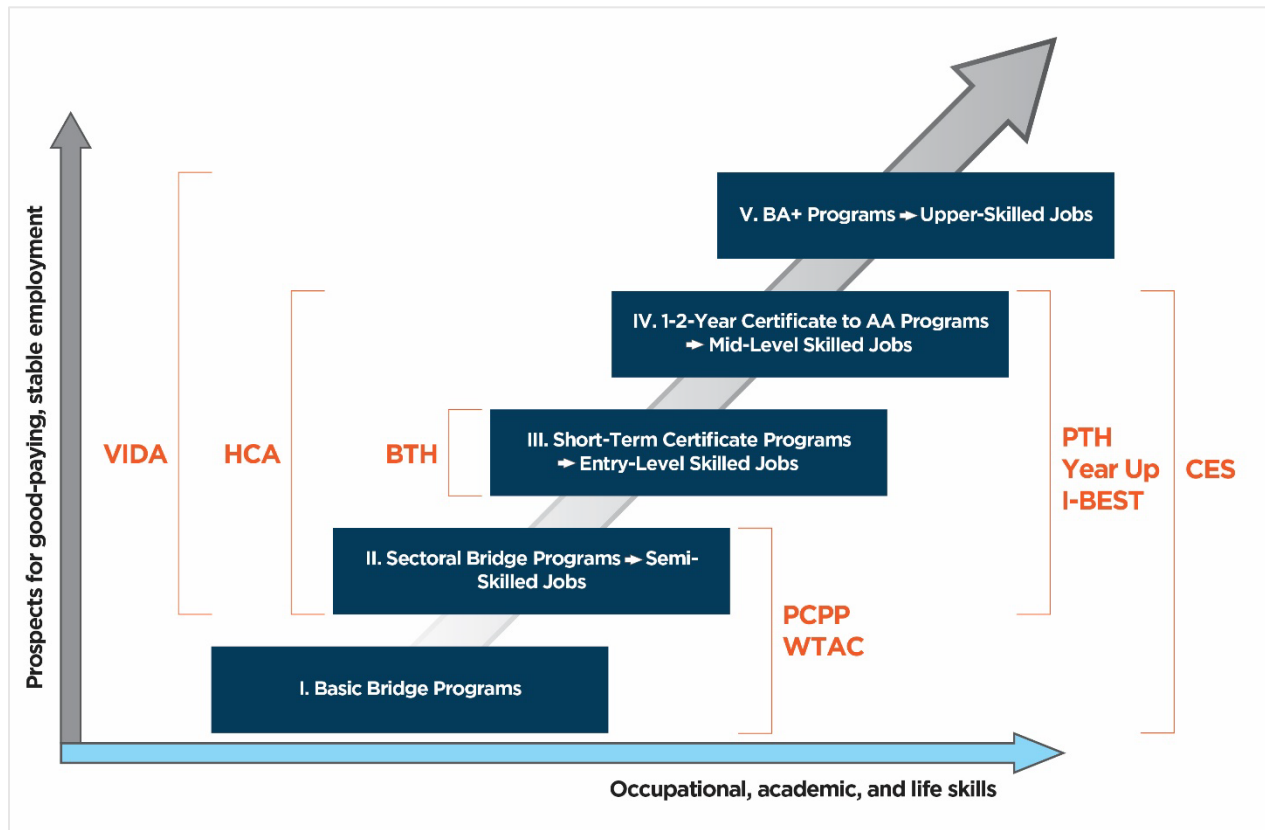 Prospects for good-paying, stable employment
V. BA+ Programs → Upper-Skilled Jobs
IV. 1-2-Year Certificate to AA Programs
→ Mid-Level Skilled Jobs
VIDA
HCA
BTH
III. Short-Term Certificate Programs
→ Entry-Level Skilled Jobs
PTH
Year Up
I-BEST
CES
II. Sectoral Bridge Programs → Semi-
Skilled Jobs
PCPP
WTAC
I. Basic Bridge Programs
Occupational, academic, and life skills